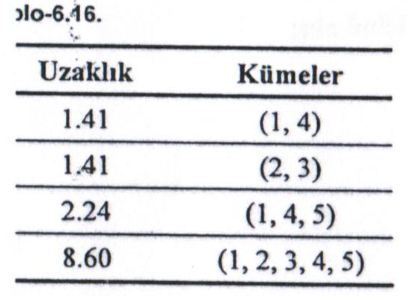 olo-6.16.
Uzaklık Kümeler
1.41 (1, 4)
1.41 (2, 3)
2.24 (1, 4, 5)
8.60 (1, 2, 3, 4, 5)